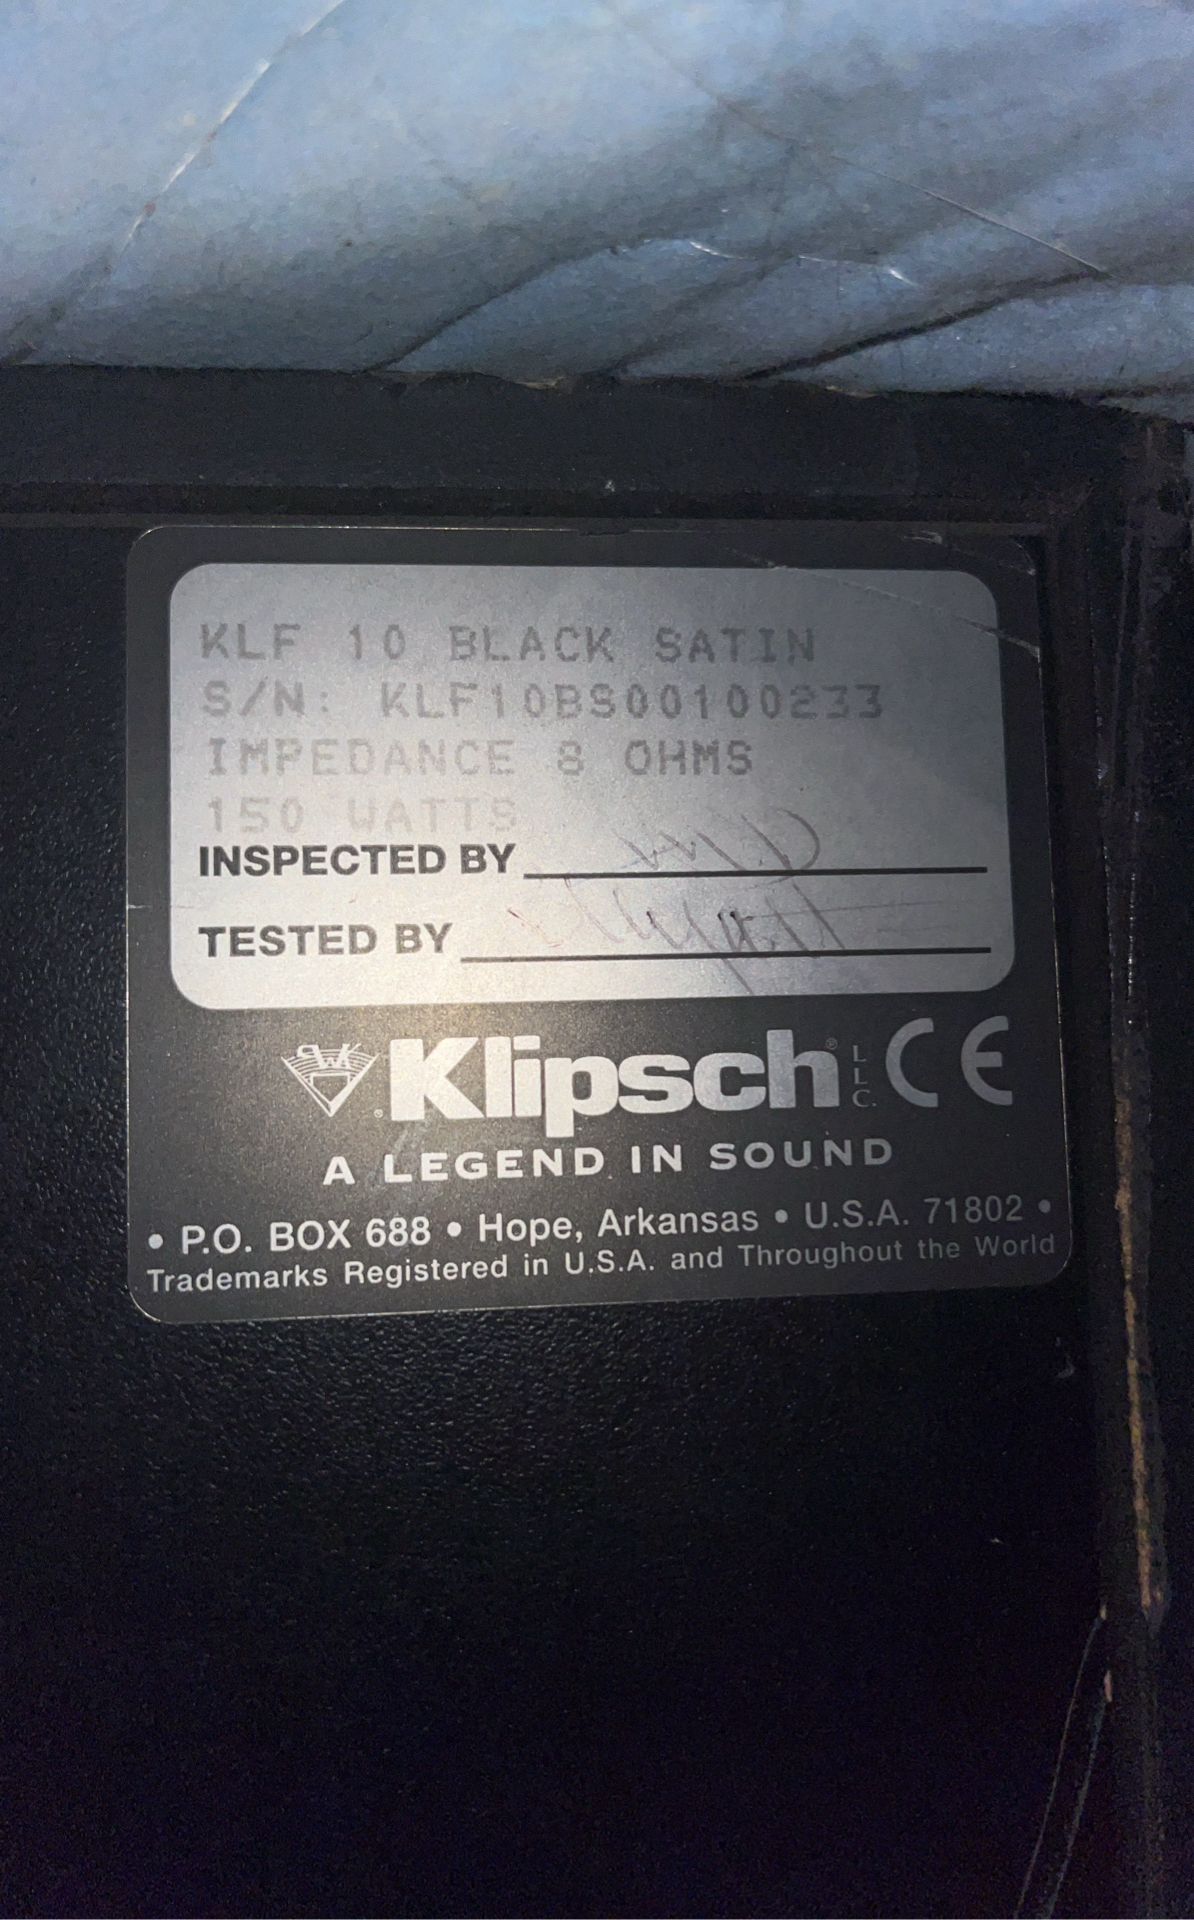 KLF 10 BLACK SATIN
S/N: KLF10BS00100233
IMPEDANCE 8 OHMS
150 WATTS
INSPECTED BY
TESTED BY
Klipsch® LLC. CE
A LEGEND IN SOUND
• P.O. BOX 688 • Hope, Arkansas • U.S.A. 71802 •
Trademarks Registered in U.S.A. and Throughout the World